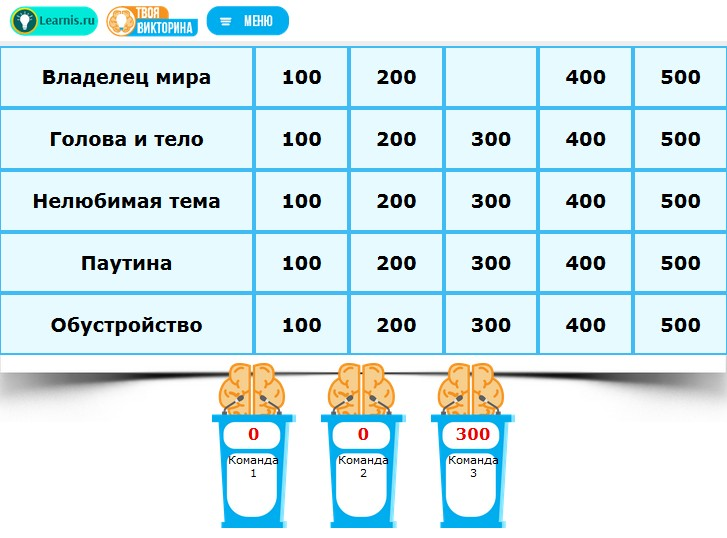 Learnis.ru
ТВОЯ
ВИКТОРИНА
МЕНЮ
Владелец мира 100 200 400 500
Голова и тело 100 200 300 400 500
Нелюбимая тема 100 200 300 400 500
Паутина 100 200 300 400 500
Обустройство 100 200 300 400 500
0 0 300
Команда Команда Команда
1 2 3